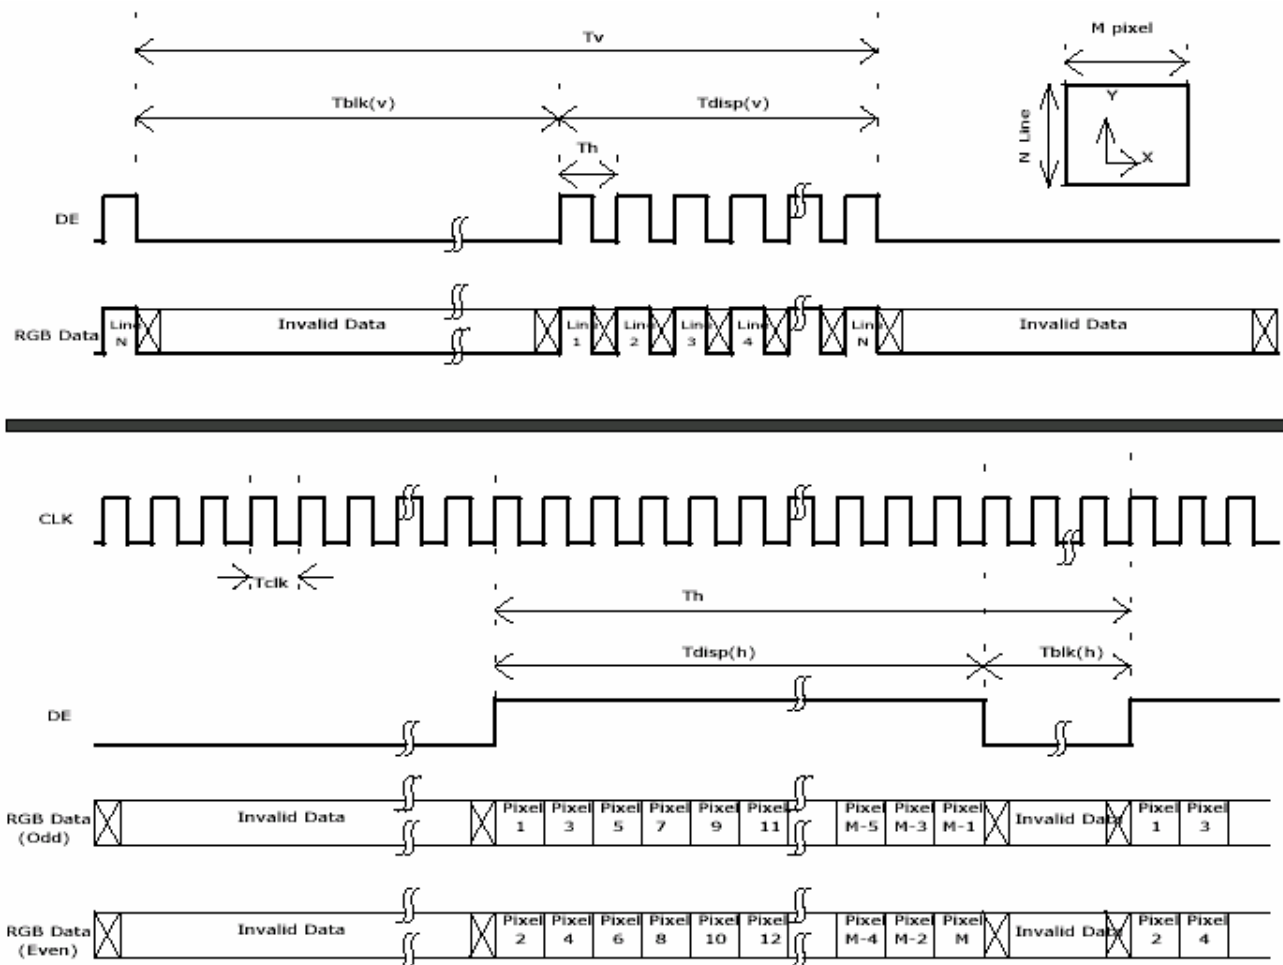 Tv
M pixel
Tblk(v)
Tdisp(v)
Y
N Line
X
Th
DE
RGB Data
Line N
Invalid Data
Line 1
Line 2
Line 3
Line 4
Line N
Invalid Data
CLK
Tclk
Th
Tdisp(h)
Tblk(h)
DE
RGB Data
(Odd)
Invalid Data
Pixel 1
Pixel 3
Pixel 5
Pixel 7
Pixel 9
Pixel 11
Pixel M-5
Pixel M-3
Pixel M-1
Invalid Data
Pixel 1
Pixel 3
RGB Data
(Even)
Invalid Data
Pixel 2
Pixel 4
Pixel 6
Pixel 8
Pixel 10
Pixel 12
Pixel M-4
Pixel M-2
Pixel M
Invalid Data
Pixel 2
Pixel 4